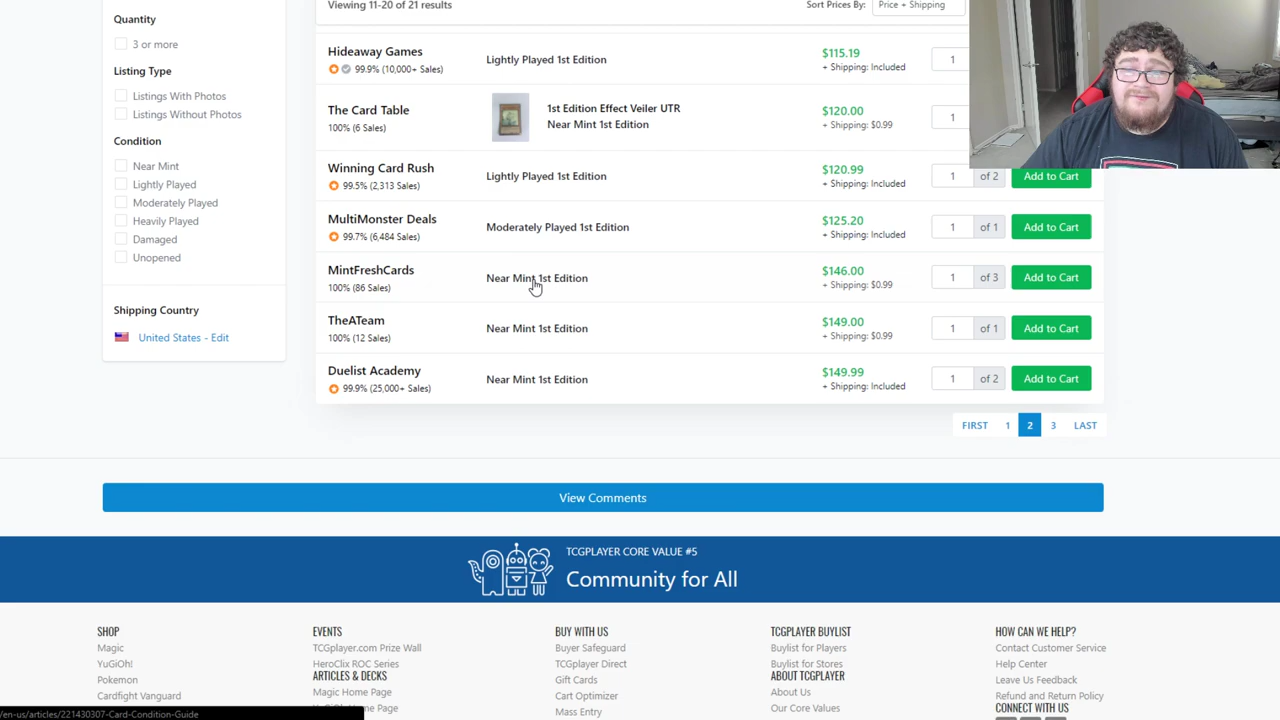 Quantity
3 or more
Listing Type
Listings With Photos
Listings Without Photos
Condition
Near Mint
Lightly Played
Moderately Played
Heavily Played
Damaged
Unopened
Shipping Country
United States - Edit
Viewing 11-20 of 21 results
Sort Prices By: Price + Shipping
Hideaway Games
99.9% (10,000+ Sales)
Lightly Played 1st Edition
$115.19
+ Shipping: Included
1
The Card Table
100% (6 Sales)
1st Edition Effect Veiler UTR
Near Mint 1st Edition
$120.00
+ Shipping: $0.99
1
Winning Card Rush
99.5% (2,313 Sales)
Lightly Played 1st Edition
$120.99
+ Shipping: Included
1 of 2 Add to Cart
MultiMonster Deals
99.7% (6,484 Sales)
Moderately Played 1st Edition
$125.20
+ Shipping: Included
1 of 1 Add to Cart
MintFreshCards
100% (86 Sales)
Near Mint 1st Edition
$146.00
+ Shipping: $0.99
1 of 3 Add to Cart
TheATeam
100% (12 Sales)
Near Mint 1st Edition
$149.00
+ Shipping: $0.99
1 of 1 Add to Cart
Duelist Academy
99.9% (25,000+ Sales)
Near Mint 1st Edition
$149.99
+ Shipping: Included
1 of 2 Add to Cart
FIRST 1 2 3 LAST
View Comments
TCGPLAYER CORE VALUE #5
Community for All
SHOP
Magic
YuGiOh!
Pokemon
Cardfight Vanguard
EVENTS
TCGplayer.com Prize Wall
HeroClix ROC Series
ARTICLES & DECKS
Magic Home Page
Home Page
BUY WITH US
Buyer Safeguard
TCGplayer Direct
Gift Cards
Cart Optimizer
Mass Entry
TCGPLAYER BUYLIST
Buylist for Players
Buylist for Stores
ABOUT TCGPLAYER
About Us
Our Core Values
HOW CAN WE HELP?
Contact Customer Service
Help Center
Leave Us Feedback
Refund and Return Policy
CONNECT WITH US
/en-us/articles/221430307-Card-Condition-Guide